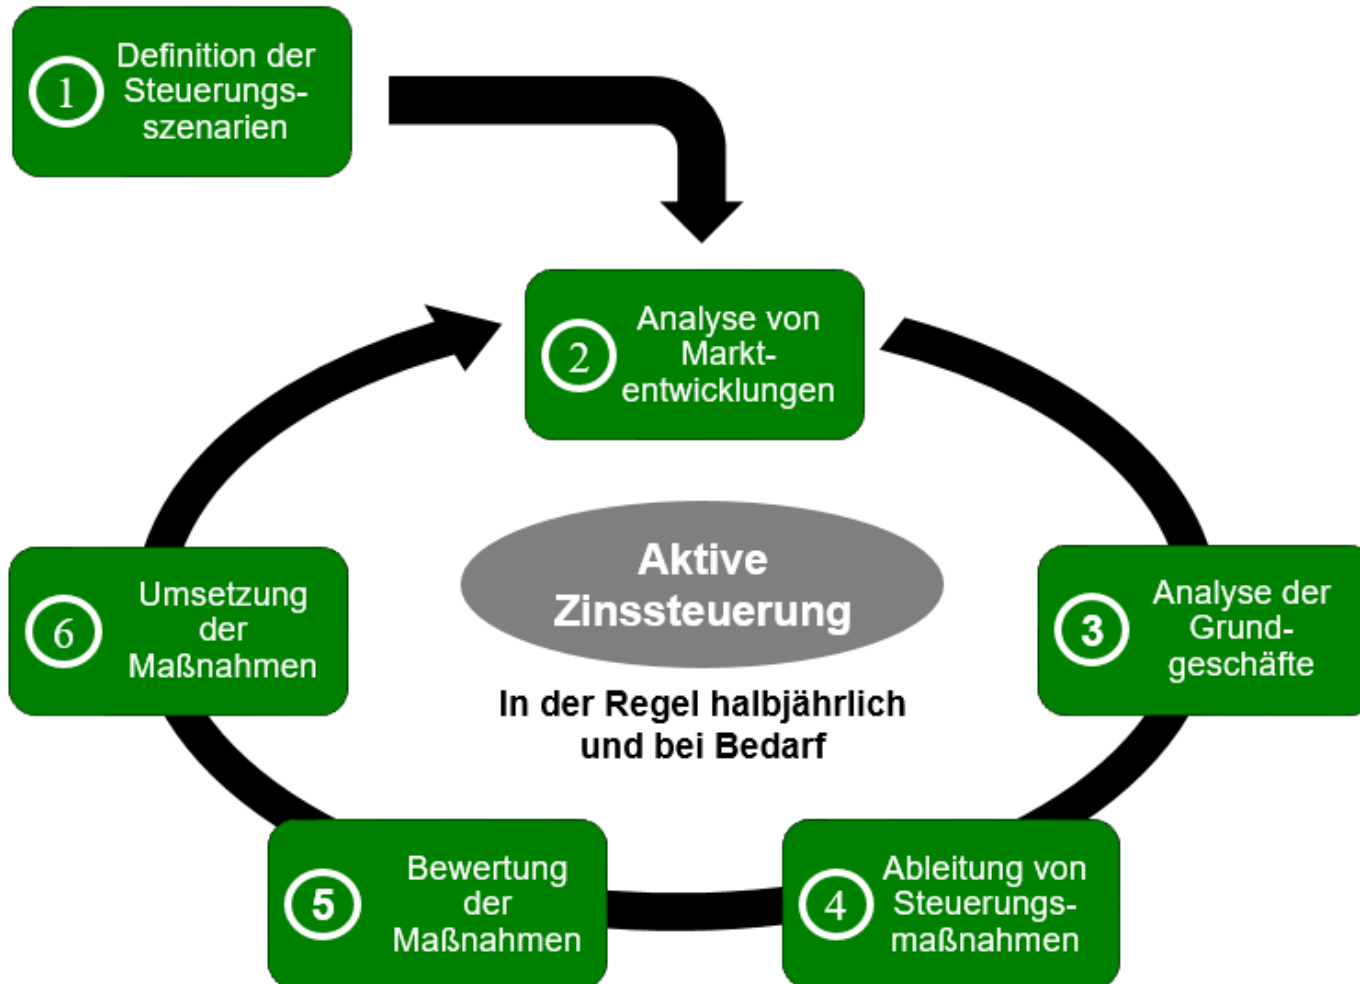 1
Definition der
Steuerungs-
szenarien
2
Analyse von
Markt-
entwicklungen
3
Analyse der
Grund-
geschäfte
4
Ableitung von
Steuerungs-
maßnahmen
5
Bewertung
der
Maßnahmen
6
Umsetzung
der
Maßnahmen
Aktive
Zinssteuerung
In der Regel halbjährlich
und bei Bedarf